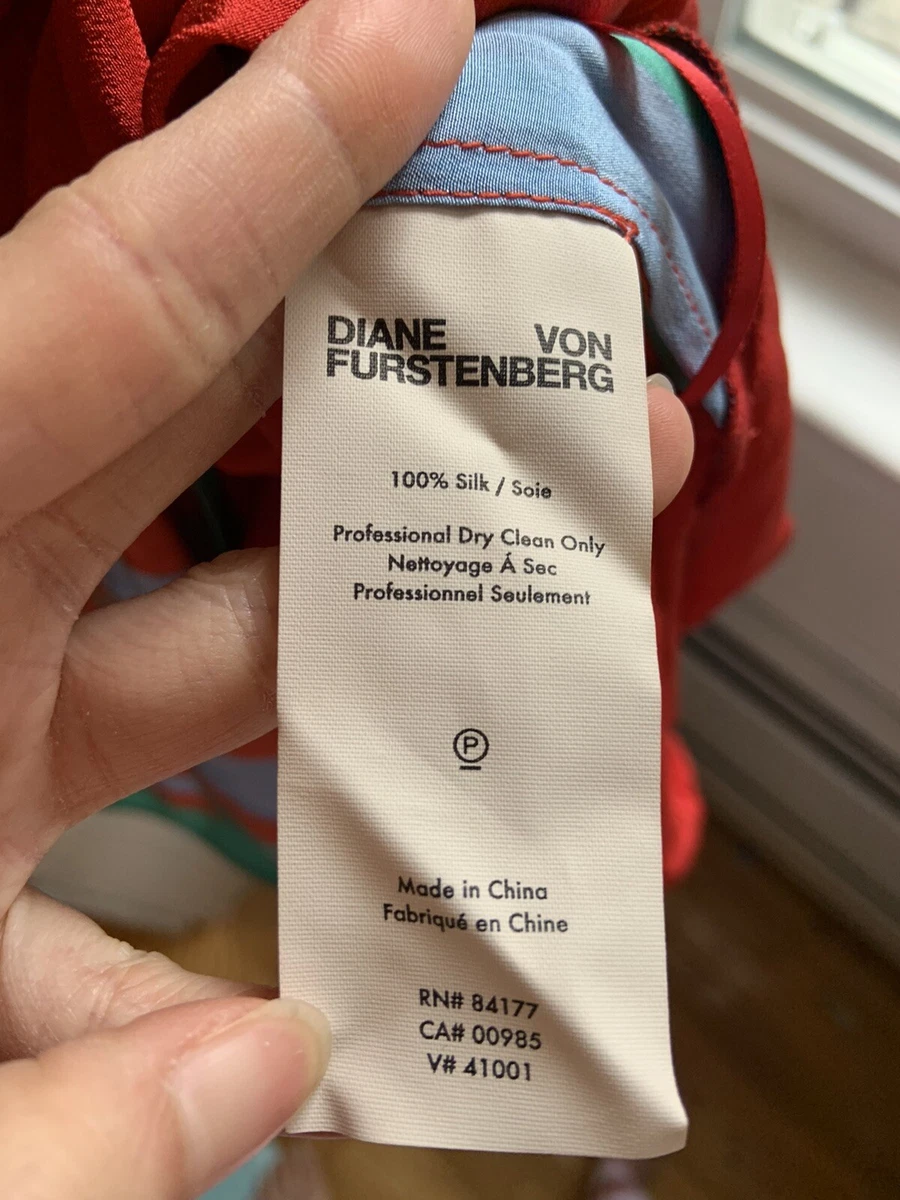 DIANE VON
FURSTENBERG
100% Silk / Soie
Professional Dry Clean Only
Nettoyage Á Sec
Professionnel Seulement
P
Made in China
Fabriqué en Chine
RN# 84177
CA# 00985
V# 41001